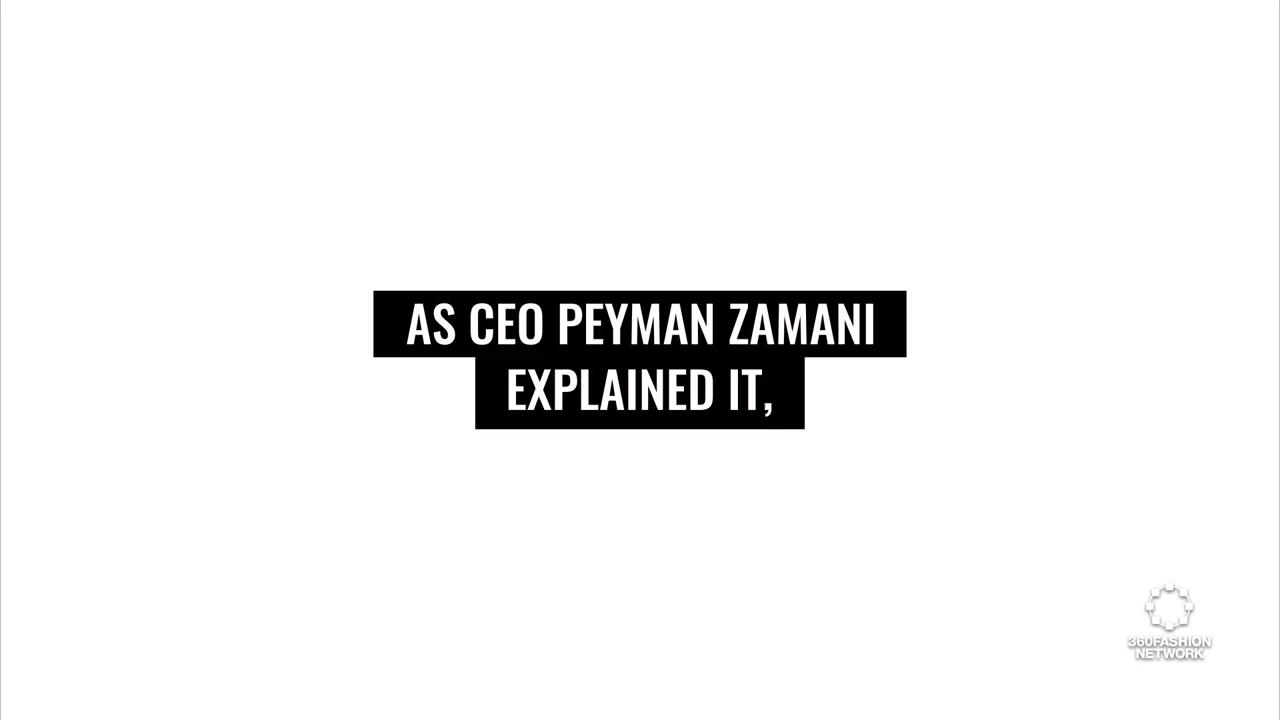 AS CEO PEYMAN ZAMANI
EXPLAINED IT,
360FASHION
NETWORK